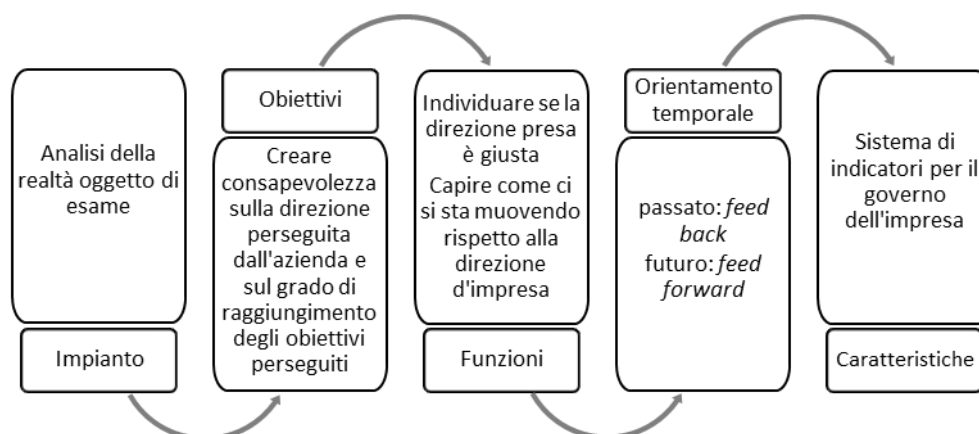 Analisi della
realtà oggetto di
esame
Impianto
Obiettivi
Creare
consapevolezza
sulla direzione
perseguita
dall'azienda e
sul grado di
raggiungimento
degli obiettivi
perseguiti
Individuare se la
direzione presa
è giusta
Capire come ci
si sta muovendo
rispetto alla
direzione
d'impresa
Funzioni
Orientamento
temporale
passato: feed
back
futuro: feed
forward
Sistema di
indicatori per il
governo
dell'impresa
Caratteristiche